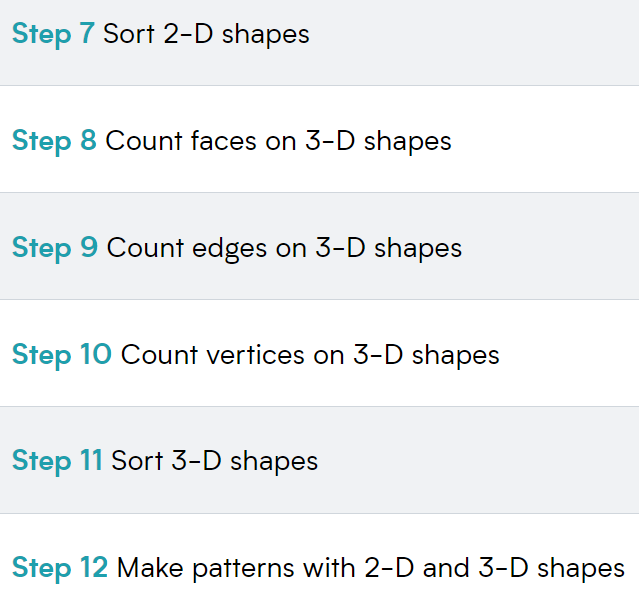 Step 7 Sort 2-D shapes
Step 8 Count faces on 3-D shapes
Step 9 Count edges on 3-D shapes
Step 10 Count vertices on 3-D shapes
Step 11 Sort 3-D shapes
Step 12 Make patterns with 2-D and 3-D shapes